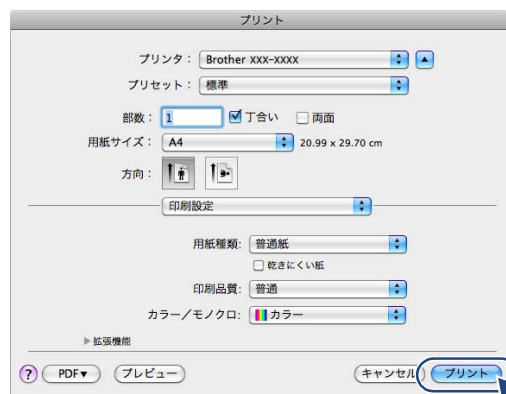 プリント
プリンタ： Brother XXX-XXXX
プリセット： 標準
部数： 1 丁合い 両面
用紙サイズ： A4 20.99 x 29.70 cm
方向：
印刷設定
用紙種類: 普通紙
乾きにくい紙
印刷品質: 普通
カラー／モノクロ: カラー
拡張機能
? PDF▼ プレビュー キャンセル プリント